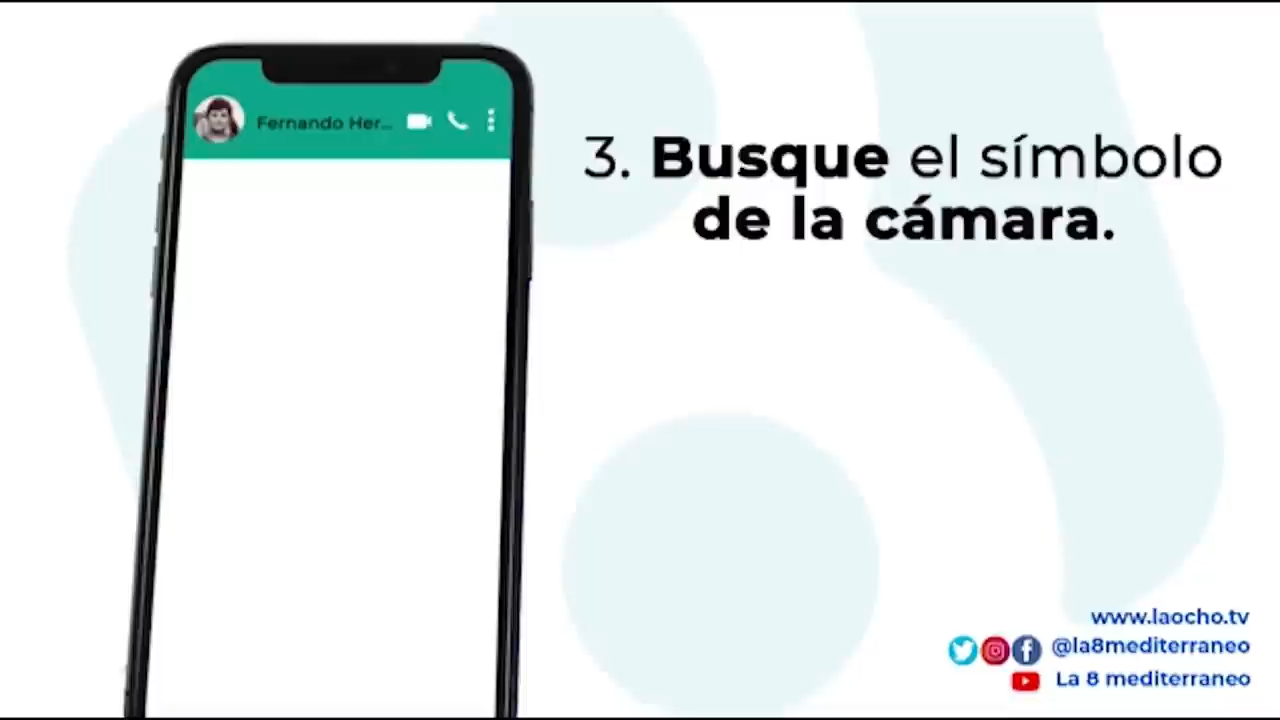 Fernando Her...
3. Busque el símbolo
de la cámara.
www.laocho.tv
@la8mediterraneo
La 8 mediterraneo